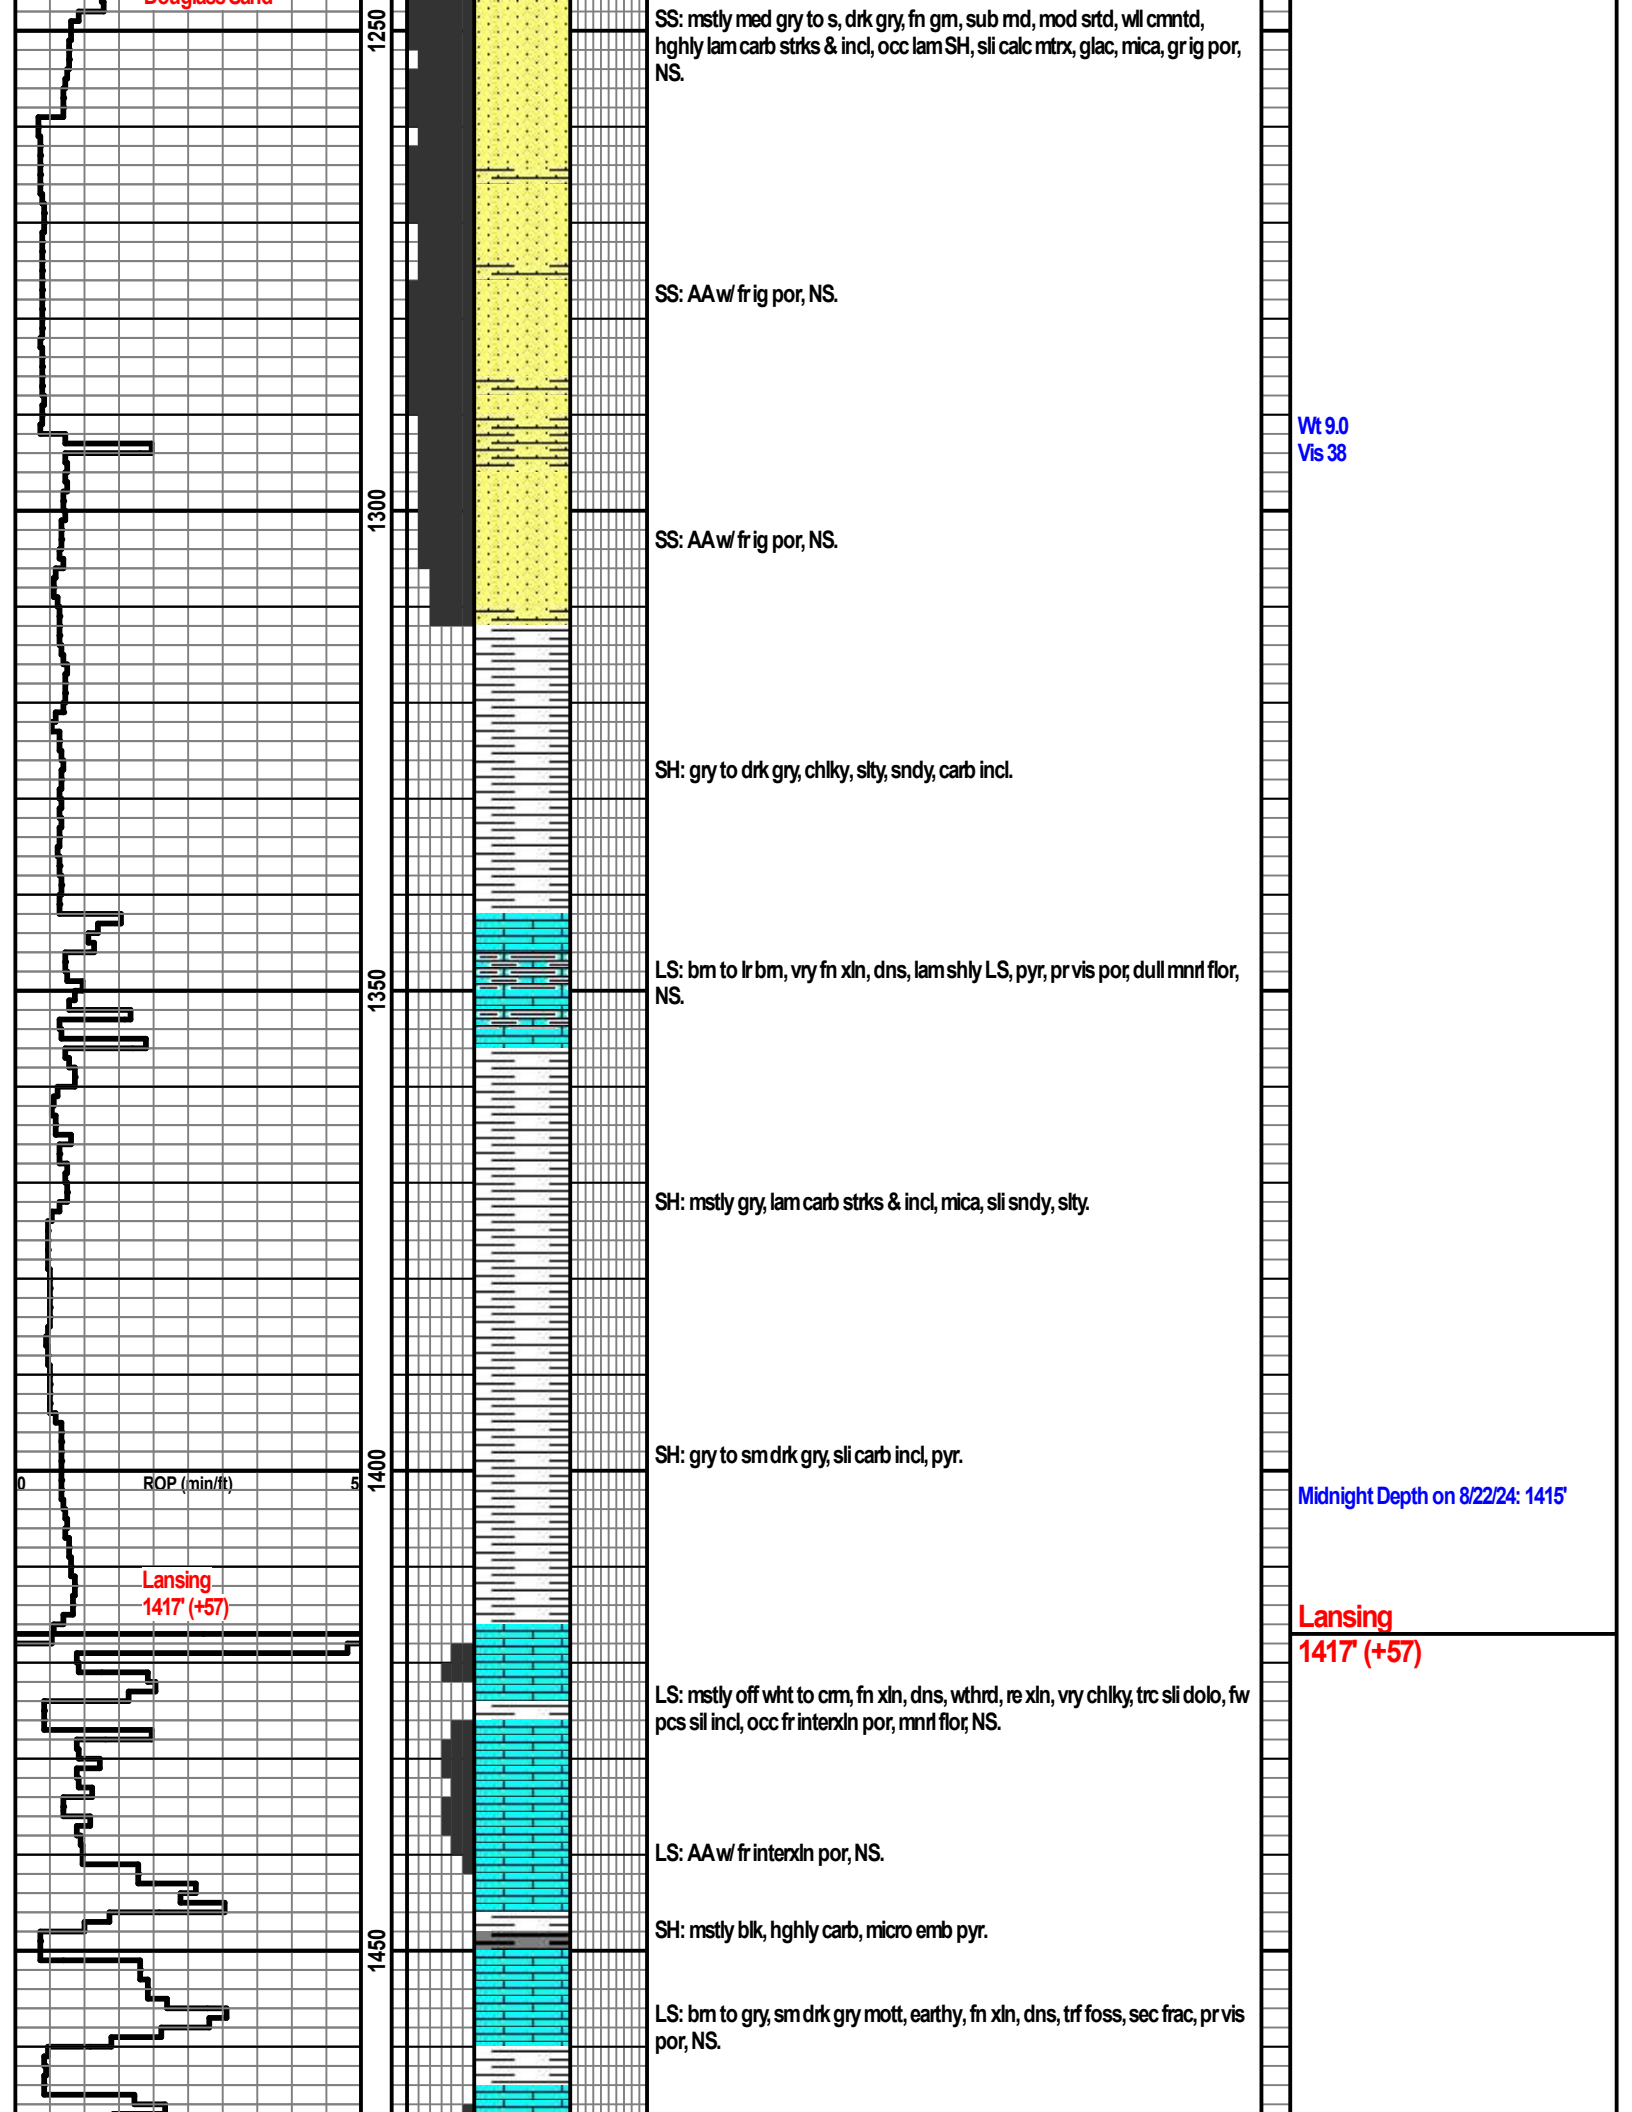 Douglass Sand
1250
SS: mstly med gry to s, drk gry, fn grn, sub rnd, mod srtd, wll cmntd,
hghly lam carb strks & incl, occ lam SH, sli calc mtrx, glac, mica, gr ig por,
NS.
SS: AA w/ fr ig por, NS.
Wt 9.0
Vis 38
1300
SS: AA w/ fr ig por, NS.
SH: gry to drk gry, chlky, slty, sndy, carb incl.
LS: brn to lr brn, vry fn xln, dns, lam shly LS, pyr, pr vis por, dull mnrl flor,
NS.
1350
SH: mstly gry, lam carb strks & incl, mica, sli sndy, slty.
SH: gry to sm drk gry, sli carb incl, pyr.
1400
0 ROP (min/ft) 5
Midnight Depth on 8/22/24: 1415'
Lansing
1417' (+57)
Lansing
1417' (+57)
LS: mstly off wht to crm, fn xln, dns, wthrd, re xln, vry chlky, trc sli dolo, fw
pcs sil incl, occ fr interxln por, mnrl flor, NS.
LS: AA w/ fr interxln por, NS.
SH: mstly blk, hghly carb, micro emb pyr.
1450
LS: brn to gry, sm drk gry mott, earthy, fn xln, dns, trf foss, sec frac, pr vis
por, NS.